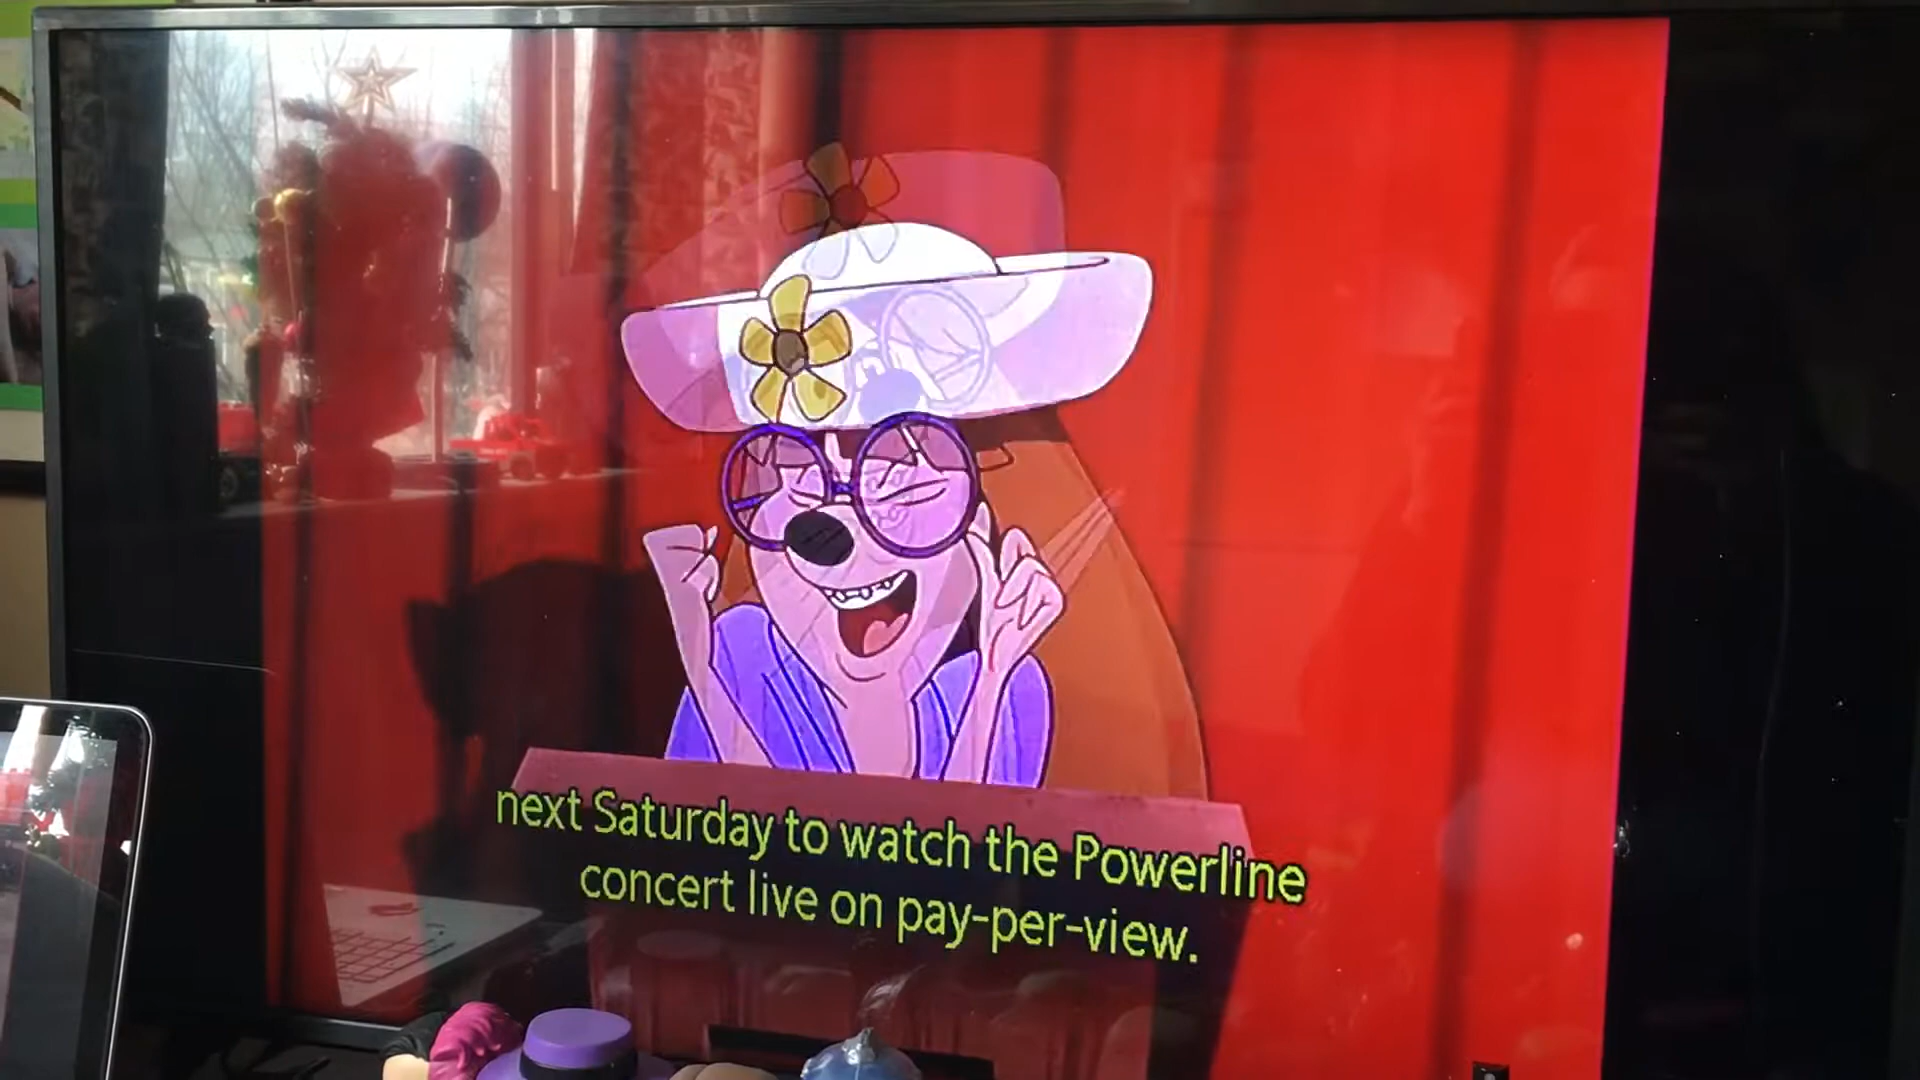 next Saturday to watch the Powerline
concert live on pay-per-view.